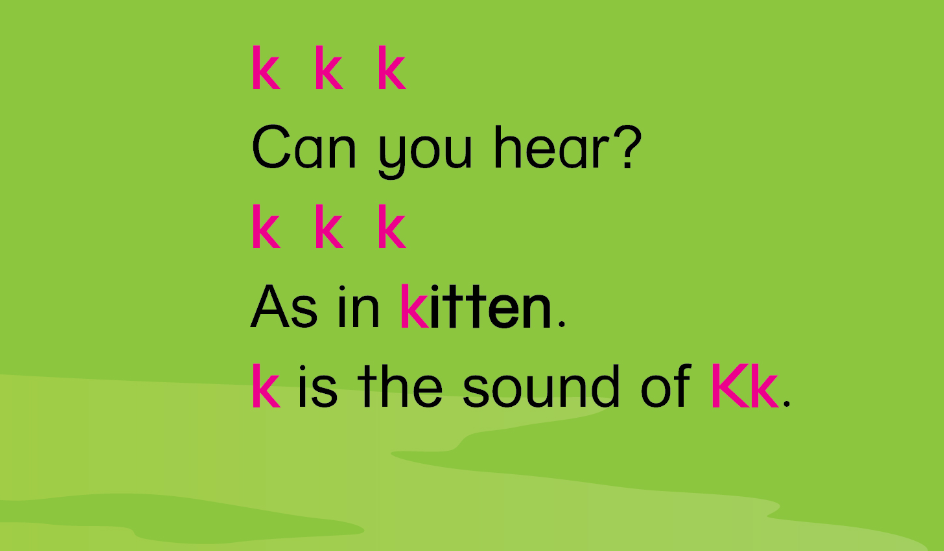 k k k
Can you hear?
k k k
As in kitten.
k is the sound of Kk.